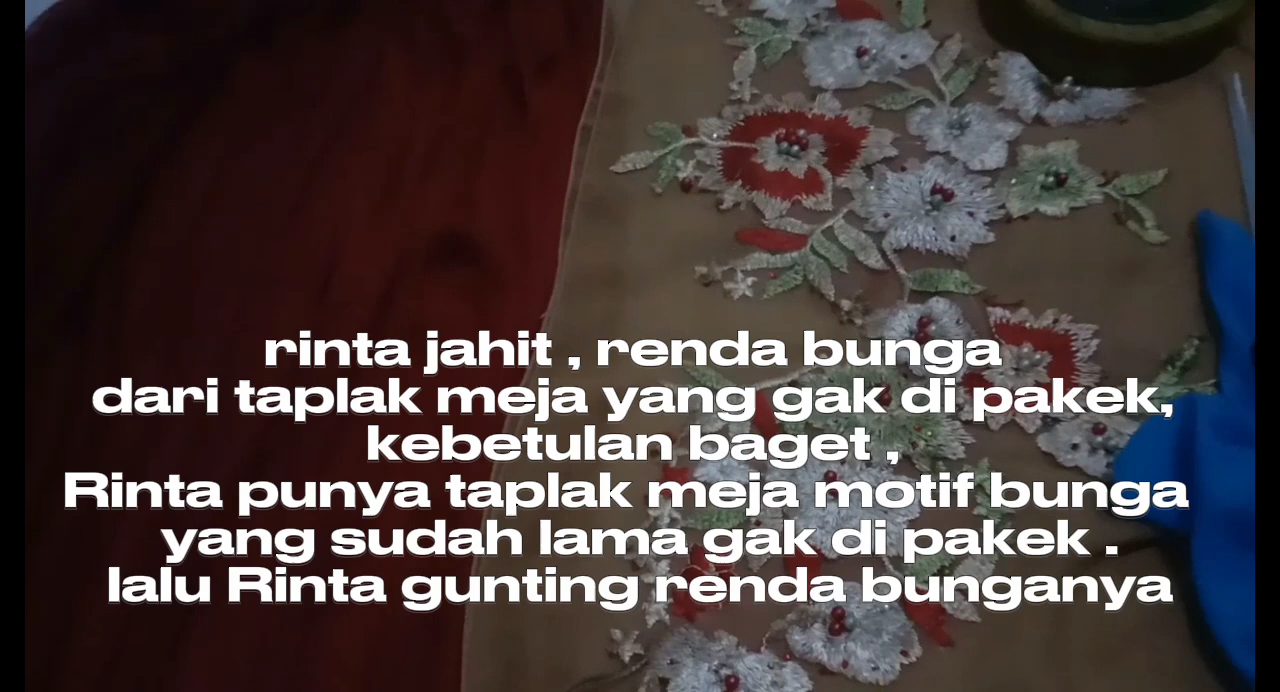 rinta jahit , renda bunga
dari taplak meja yang gak di pakek,
kebetulan baget ,
Rinta punya taplak meja motif bunga
yang sudah lama gak di pakek .
lalu Rinta gunting renda bunganya